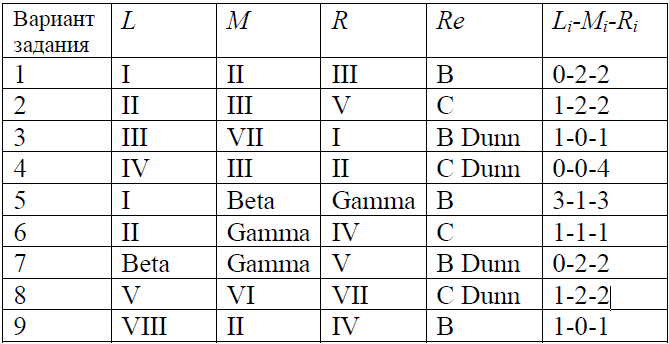 Вариант задания L M R Re Li-Mi-Ri
1 I II III B 0-2-2
2 II III V C 1-2-2
3 III VII I B Dunn 1-0-1
4 IV III II C Dunn 0-0-4
5 I Beta Gamma B 3-1-3
6 II Gamma IV C 1-1-1
7 Beta Gamma V B Dunn 0-2-2
8 V VI VII C Dunn 1-2-2
9 VIII II IV B 1-0-1